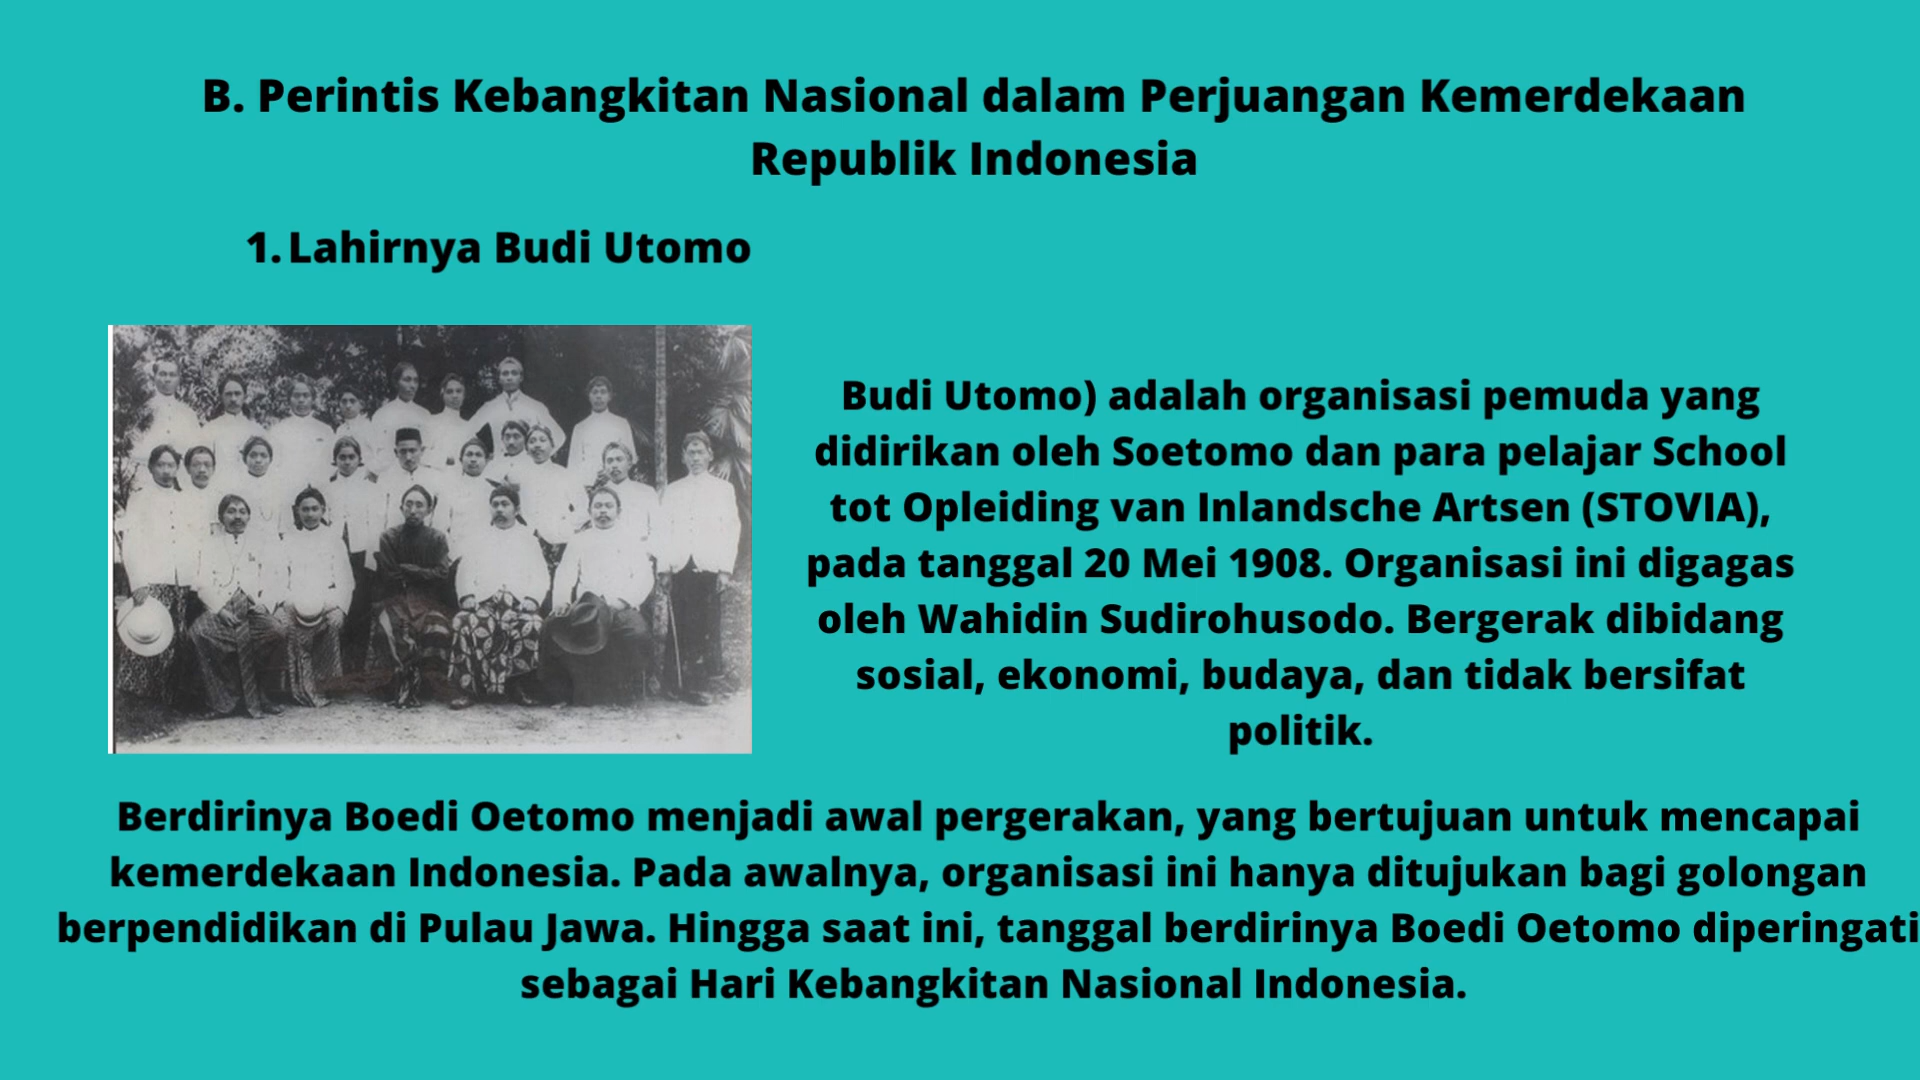 B. Perintis Kebangkitan Nasional dalam Perjuangan Kemerdekaan
Republik Indonesia
1. Lahirnya Budi Utomo
Budi Utomo) adalah organisasi pemuda yang
didirikan oleh Soetomo dan para pelajar School
tot Opleiding van Inlandsche Artsen (STOVIA),
pada tanggal 20 Mei 1908. Organisasi ini digagas
oleh Wahidin Sudirohusodo. Bergerak dibidang
sosial, ekonomi, budaya, dan tidak bersifat
politik.
Berdirinya Boedi Oetomo menjadi awal pergerakan, yang bertujuan untuk mencapai
kemerdekaan Indonesia. Pada awalnya, organisasi ini hanya ditujukan bagi golongan
berpendidikan di Pulau Jawa. Hingga saat ini, tanggal berdirinya Boedi Oetomo diperingati
sebagai Hari Kebangkitan Nasional Indonesia.